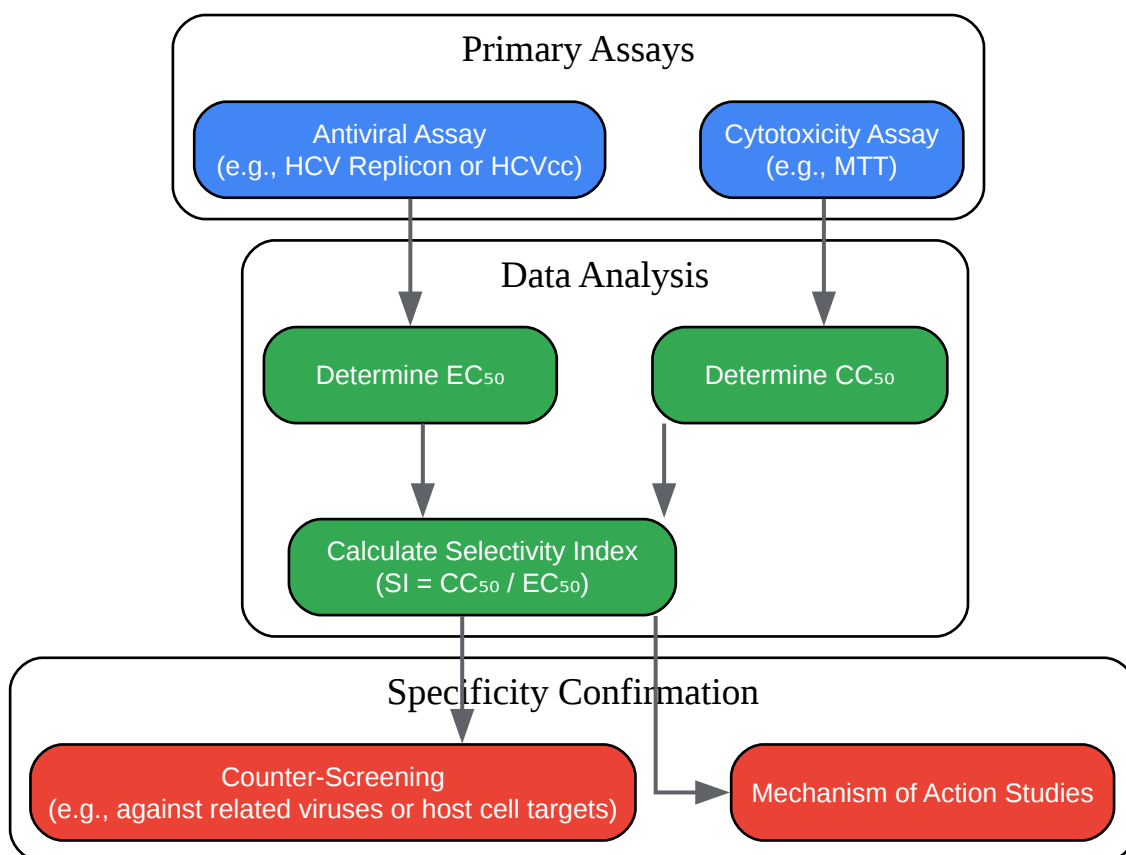 Primary Assays
Antiviral Assay
(e.g., HCV Replicon or HCVcc)
Cytotoxicity Assay
(e.g., MTT)
Data Analysis
Determine EC₅₀
Determine CC₅₀
Calculate Selectivity Index
(SI = CC₅₀ / EC₅₀)
Specificity Confirmation
Counter-Screening
(e.g., against related viruses or host cell targets)
Mechanism of Action Studies